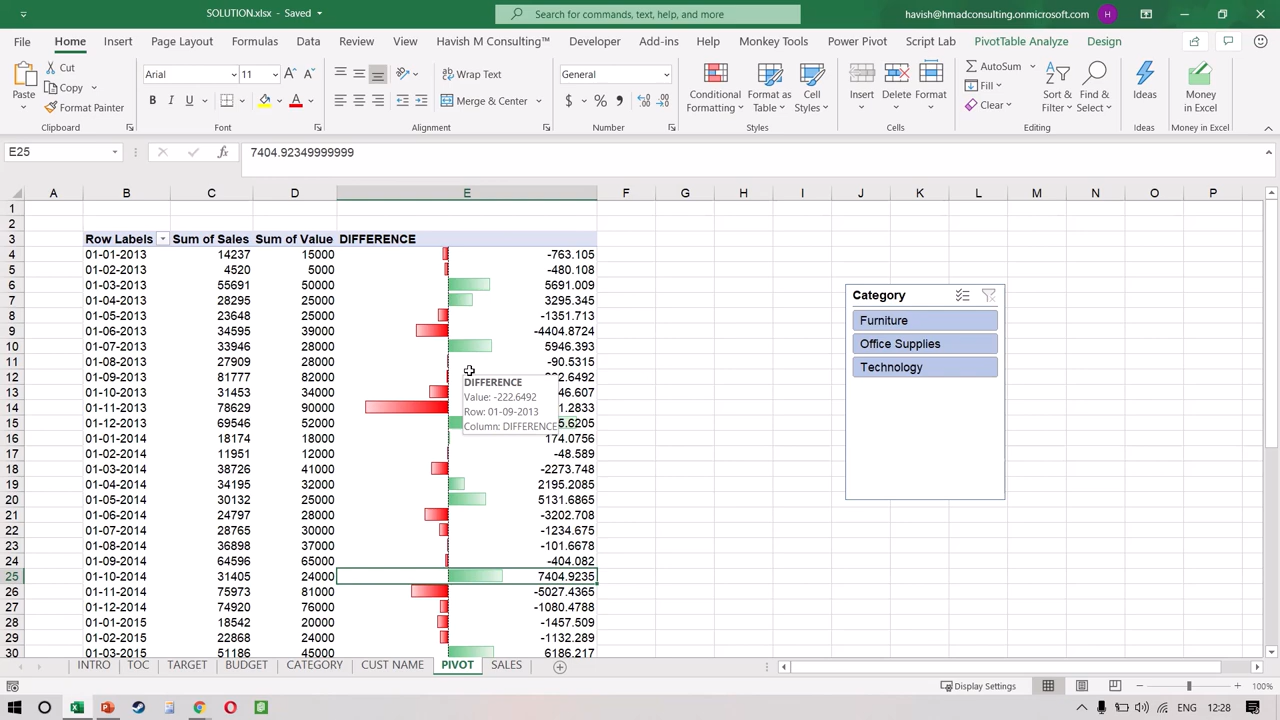 SOLUTION.xlsx - Saved
Search for commands, text, help, and more
havish@hmadconsulting.onmicrosoft.com H
File Home Insert Page Layout Formulas Data Review View Havish M Consulting™ Developer Add-ins Help Monkey Tools Power Pivot Script Lab PivotTable Analyze Design
Paste Cut Copy Format Painter
Clipboard
Arial 11 A A
B I U A
Font
Wrap Text
Merge & Center
Alignment
General
$ % ,
Number
Conditional Formatting Format as Table Cell Styles
Styles
Insert Delete Format
Cells
AutoSum Fill Clear Sort & Filter Find & Select
Editing
Ideas
Ideas
Money in Excel
Money in Excel
E25 fx 7404.92349999999
A B C D E F G H I J K L M N O P
1
2
3 Row Labels Sum of Sales Sum of Value DIFFERENCE
4 01-01-2013 14237 15000 -763.105
5 01-02-2013 4520 5000 -480.108
6 01-03-2013 55691 50000 5691.009
7 01-04-2013 28295 25000 3295.345
8 01-05-2013 23648 25000 -1351.713
9 01-06-2013 34595 39000 -4404.8724
10 01-07-2013 33946 28000 5946.393
11 01-08-2013 27909 28000 -90.5315
12 01-09-2013 81777 82000 22.6492
13 01-10-2013 31453 34000 46.607
14 01-11-2013 78629 90000 1.2833
15 01-12-2013 69546 52000 5.6205
16 01-01-2014 18174 18000 174.0756
17 01-02-2014 11951 12000 -48.589
18 01-03-2014 38726 41000 -2273.748
19 01-04-2014 34195 32000 2195.2085
20 01-05-2014 30132 25000 5131.6865
21 01-06-2014 24797 28000 -3202.708
22 01-07-2014 28765 30000 -1234.675
23 01-08-2014 36898 37000 -101.6678
24 01-09-2014 64596 65000 -404.082
25 01-10-2014 31405 24000 7404.9235
26 01-11-2014 75973 81000 -5027.4365
27 01-12-2014 74920 76000 -1080.4788
28 01-01-2015 18542 20000 -1457.509
29 01-02-2015 22868 24000 -1132.289
30 01-03-2015 51186 45000 6186.217
DIFFERENCE
Value: -222.6492
Row: 01-09-2013
Column: DIFFERENCE
Category
Furniture
Office Supplies
Technology
INTRO TOC TARGET BUDGET CATEGORY CUST NAME PIVOT SALES
Display Settings 100%
ENG 12:28